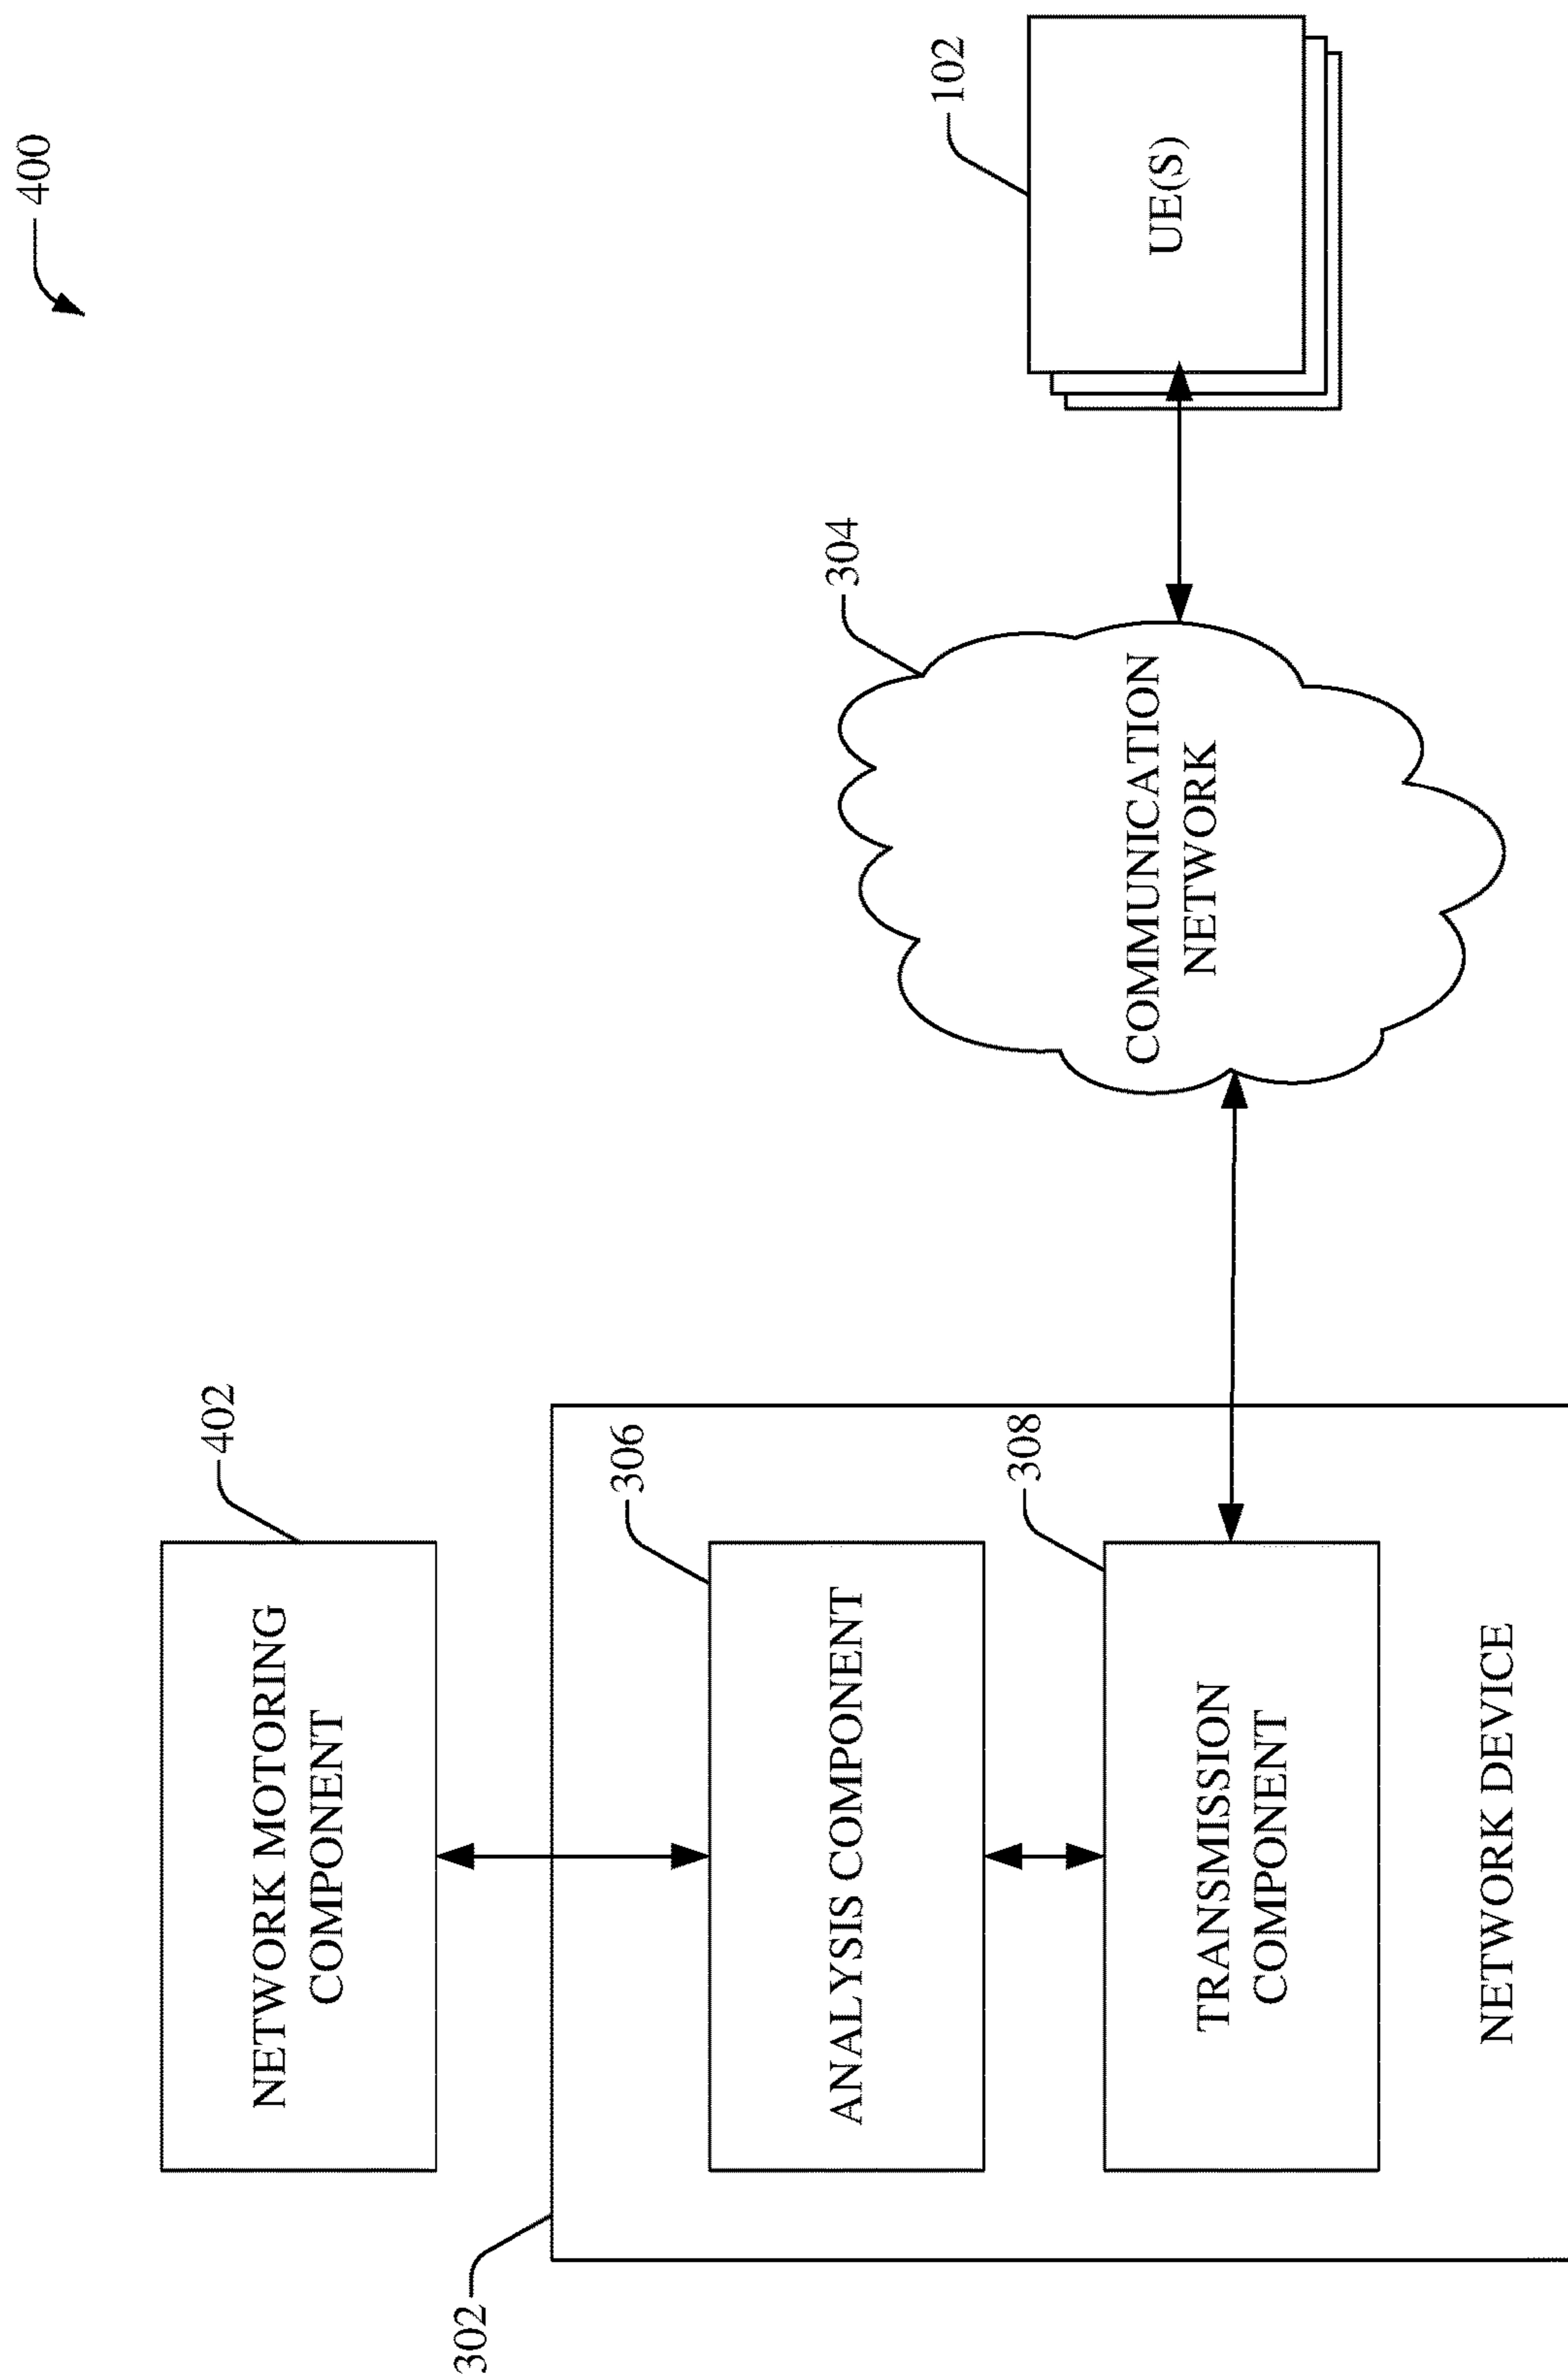 400
402
NETWORK MOTORING
COMPONENT
302
306
ANALYSIS COMPONENT
308
TRANSMISSION
COMPONENT
NETWORK DEVICE
304
COMMUNICATION
NETWORK
102
UE(S)